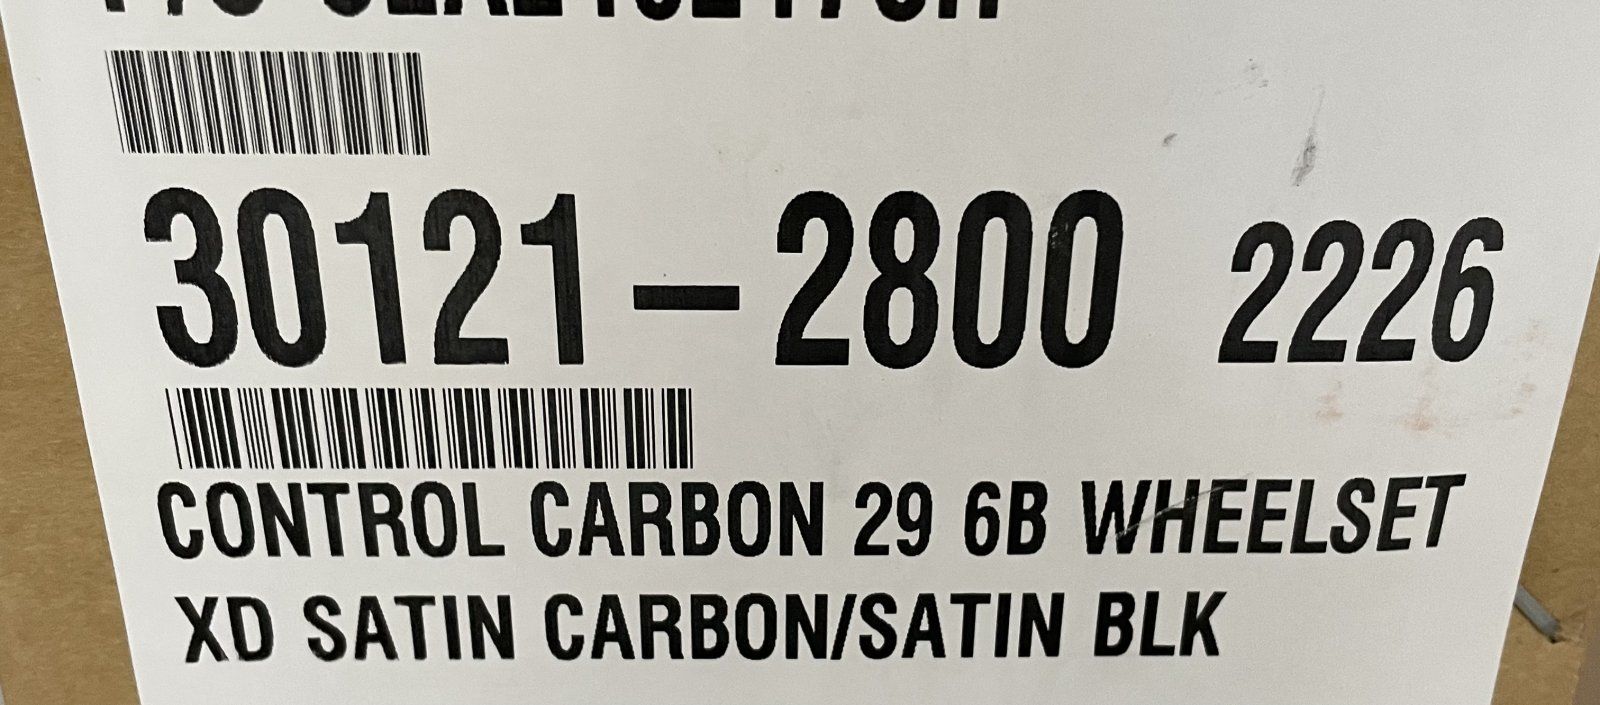 30121-2800 2226
CONTROL CARBON 29 6B WHEELSET
XD SATIN CARBON/SATIN BLK